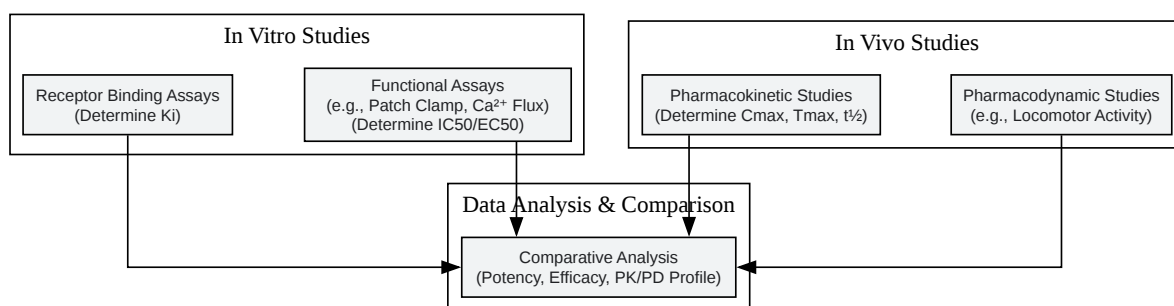 In Vitro Studies
Receptor Binding Assays
(Determine Ki)
Functional Assays
(e.g., Patch Clamp, Ca²⁺ Flux)
(Determine IC50/EC50)
In Vivo Studies
Pharmacokinetic Studies
(Determine Cmax, Tmax, t½)
Pharmacodynamic Studies
(e.g., Locomotor Activity)
Data Analysis & Comparison
Comparative Analysis
(Potency, Efficacy, PK/PD Profile)